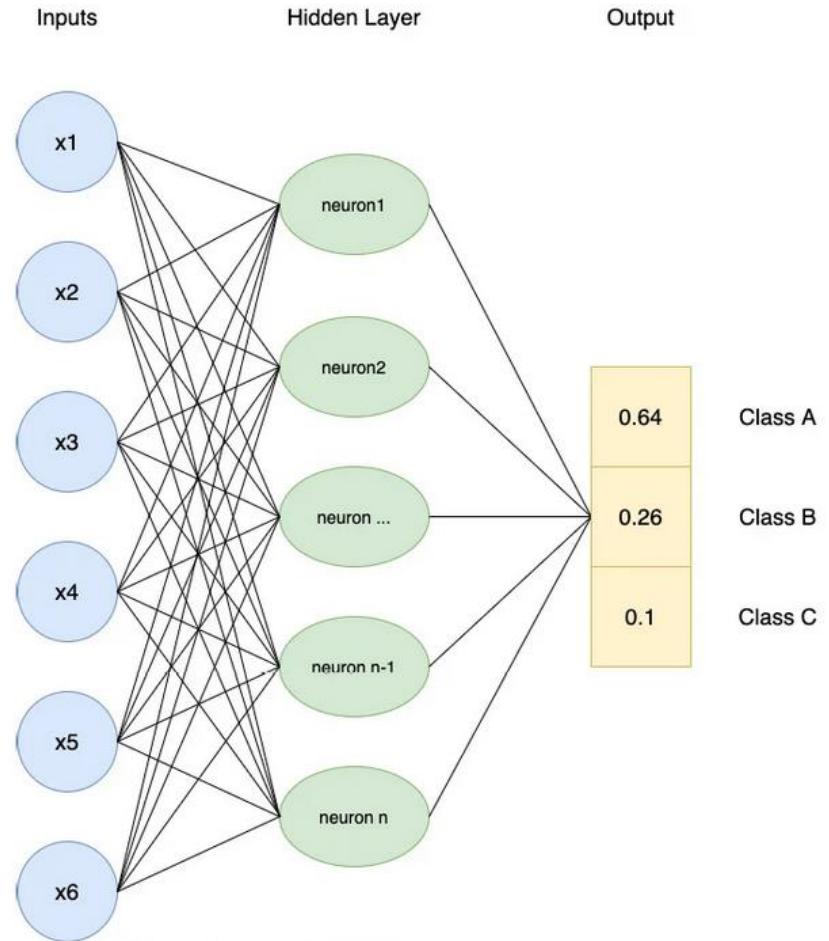 Inputs
Hidden Layer
Output
x1
x2
x3
x4
x5
x6
neuron1
neuron2
neuron ...
neuron n-1
neuron n
0.64
Class A
0.26
Class B
0.1
Class C